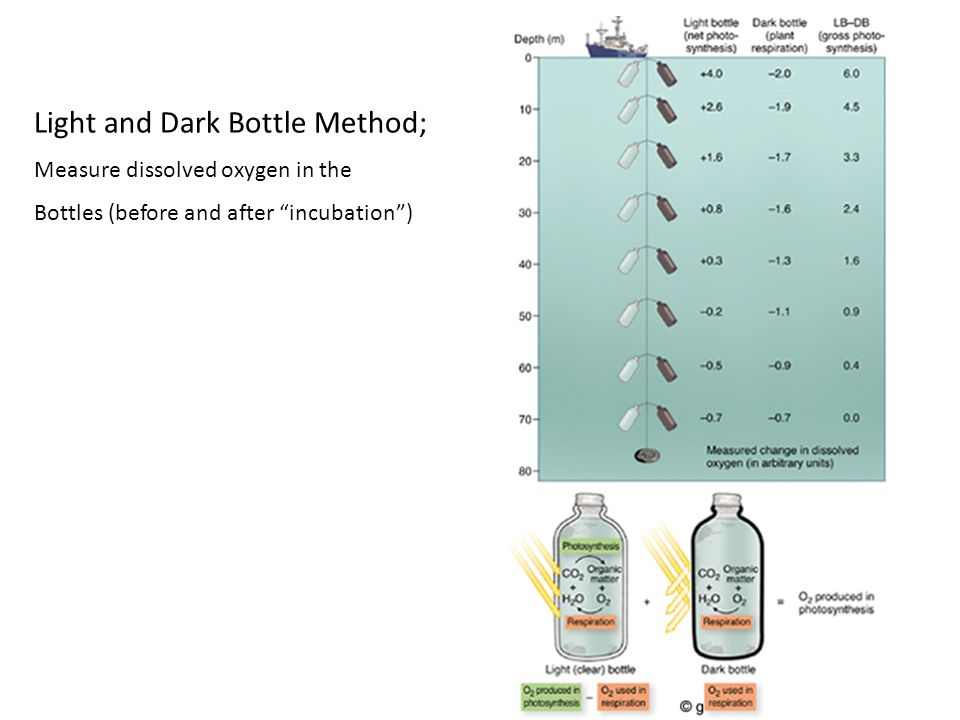 Light and Dark Bottle Method;
Measure dissolved oxygen in the
Bottles (before and after “incubation”)
Depth (m)
Light bottle
(net photo-
synthesis)
Dark bottle
(plant
respiration)
LB–DB
(gross photo-
synthesis)
0
+4.0 –2.0 6.0
10
+2.6 –1.9 4.5
20
+1.6 –1.7 3.3
30
+0.8 –1.6 2.4
40
+0.3 –1.3 1.6
50
–0.2 –1.1 0.9
60
–0.5 –0.9 0.4
70
–0.7 –0.7 0.0
80
Measured change in dissolved
oxygen (in arbitrary units)
Photosynthesis
CO2 Organic
matter
+ +
H2O O2
Respiration
Light (clear) bottle
O2 produced in
photosynthesis
–
O2 used in
respiration
+
CO2 Organic
matter
+ +
H2O O2
Respiration
Dark bottle
© g
O2 used in
respiration
=
O2 produced in
photosynthesis